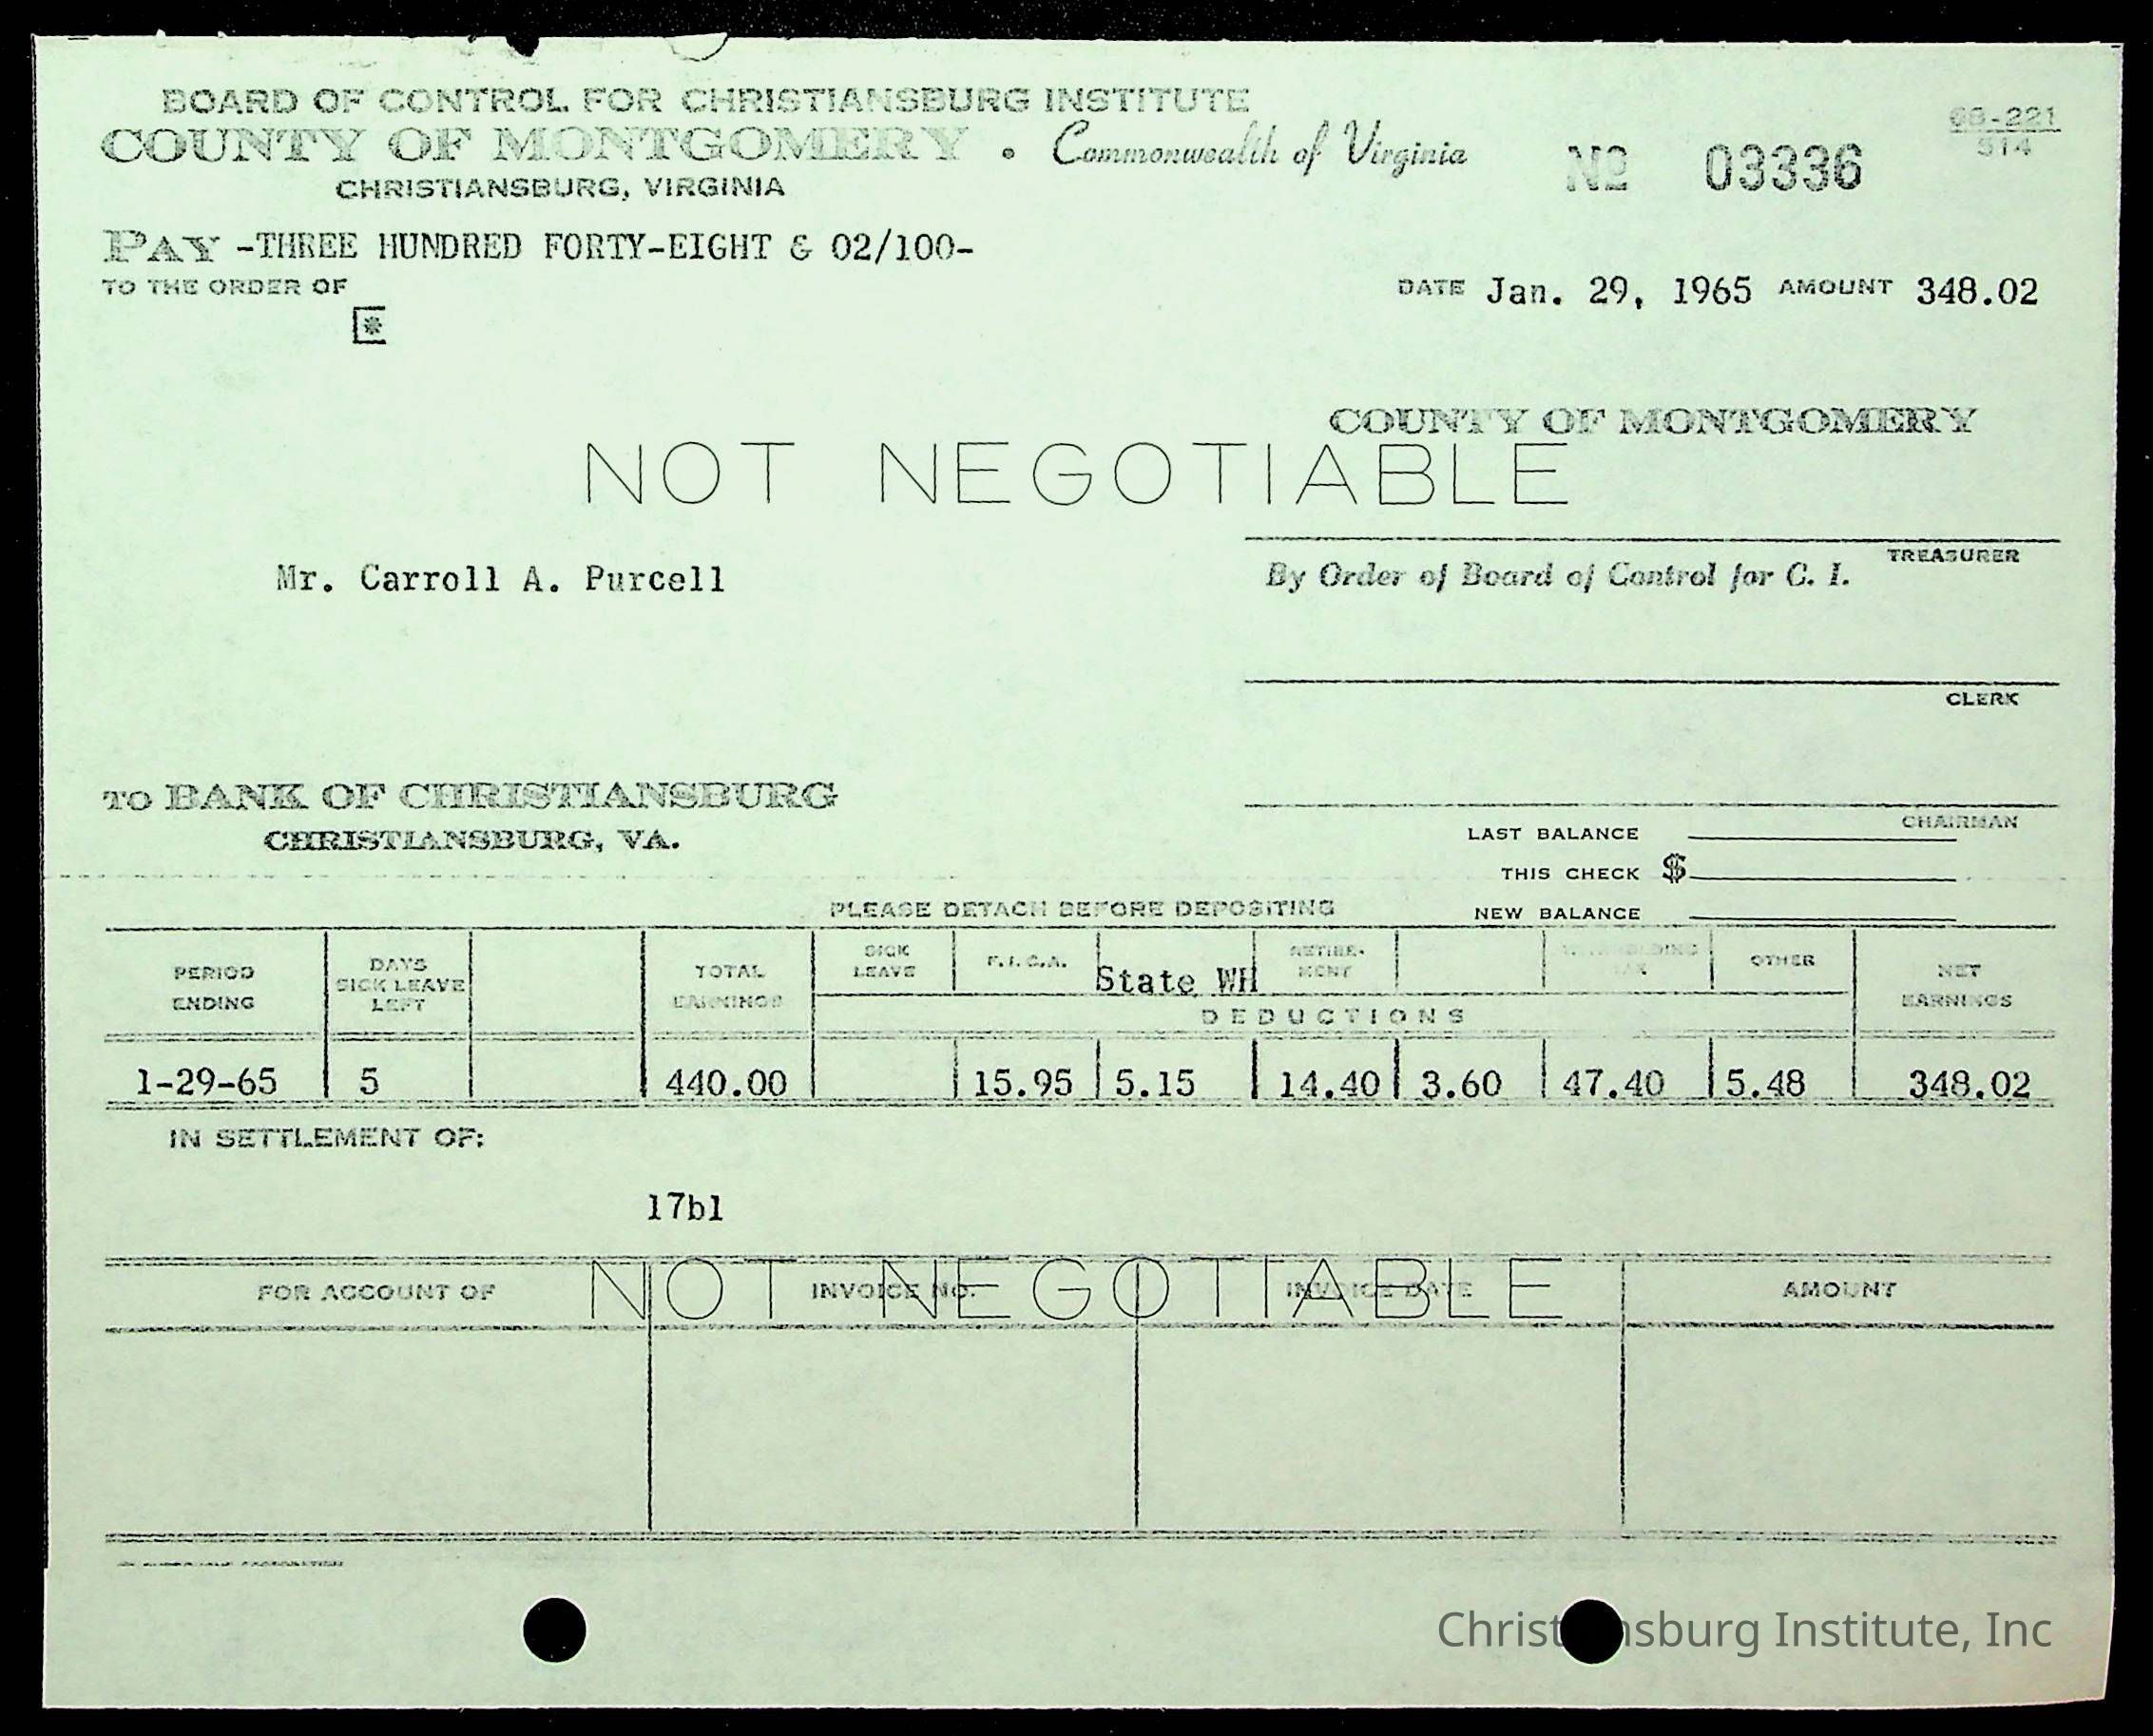 BOARD OF CONTROL FOR CHRISTIANSBURG INSTITUTE
COUNTY OF MONTGOMERY • Commonwealth of Virginia
CHRISTIANSBURG, VIRGINIA
No 03336
68-221
514
PAY -THREE HUNDRED FORTY-EIGHT & 02/100-
TO THE ORDER OF
DATE Jan. 29, 1965 AMOUNT 348.02
COUNTY OF MONTGOMERY
NOT NEGOTIABLE
TREASURER
Mr. Carroll A. Purcell
By Order of Board of Control for C. I.
CLERK
TO BANK OF CHRISTIANSBURG
CHRISTIANSBURG, VA.
CHAIRMAN
LAST BALANCE
THIS CHECK $
NEW BALANCE
PLEASE DETACH BEFORE DEPOSITING
PERIOD ENDING DAYS SICK LEAVE LEFT TOTAL EARNINGS SICK LEAVE F.I.C.A. State WH RETIRE-MENT WITHHOLDING TAX OTHER NET EARNINGS
DEDUCTIONS
1-29-65 5 440.00 15.95 5.15 14.40 3.60 47.40 5.48 348.02
IN SETTLEMENT OF:
17b1
NOT NEGOTIABLE
FOR ACCOUNT OF INVOICE NO. INVOICE DATE AMOUNT
Christiansburg Institute, Inc